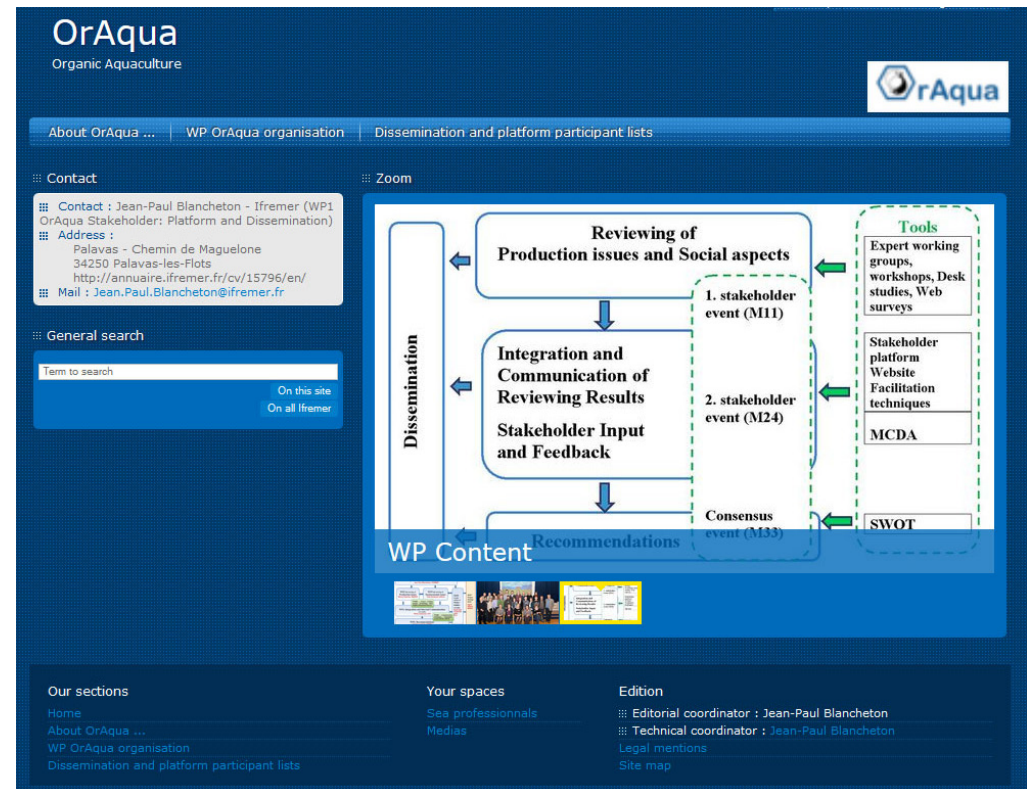 OrAqua
Organic Aquaculture
OrAqua
About OrAqua ...
WP OrAqua organisation
Dissemination and platform participant lists
Contact
Contact : Jean-Paul Blancheton - Ifremer (WP1
OrAqua Stakeholder: Platform and Dissemination)
Address :
Palavas - Chemin de Maguelone
34250 Palavas-les-Flots
http://annuaire.ifremer.fr/cv/15796/en/
Mail : Jean.Paul.Blancheton@ifremer.fr
General search
Term to search
On this site
On all Ifremer
Zoom
Dissemination
Reviewing of
Production issues and Social aspects
1. stakeholder
event (M11)
Integration and
Communication of
Reviewing Results
Stakeholder Input
and Feedback
2. stakeholder
event (M24)
Consensus
event (M33)
Recommendations
Tools
Expert working
groups,
workshops, Desk
studies, Web
surveys
Stakeholder
platform
Website
Facilitation
techniques
MCDA
SWOT
WP Content
Our sections
Home
About OrAqua ...
WP OrAqua organisation
Dissemination and platform participant lists
Your spaces
Sea professionnals
Medias
Edition
Editorial coordinator : Jean-Paul Blancheton
Technical coordinator : Jean-Paul Blancheton
Legal mentions
Site map